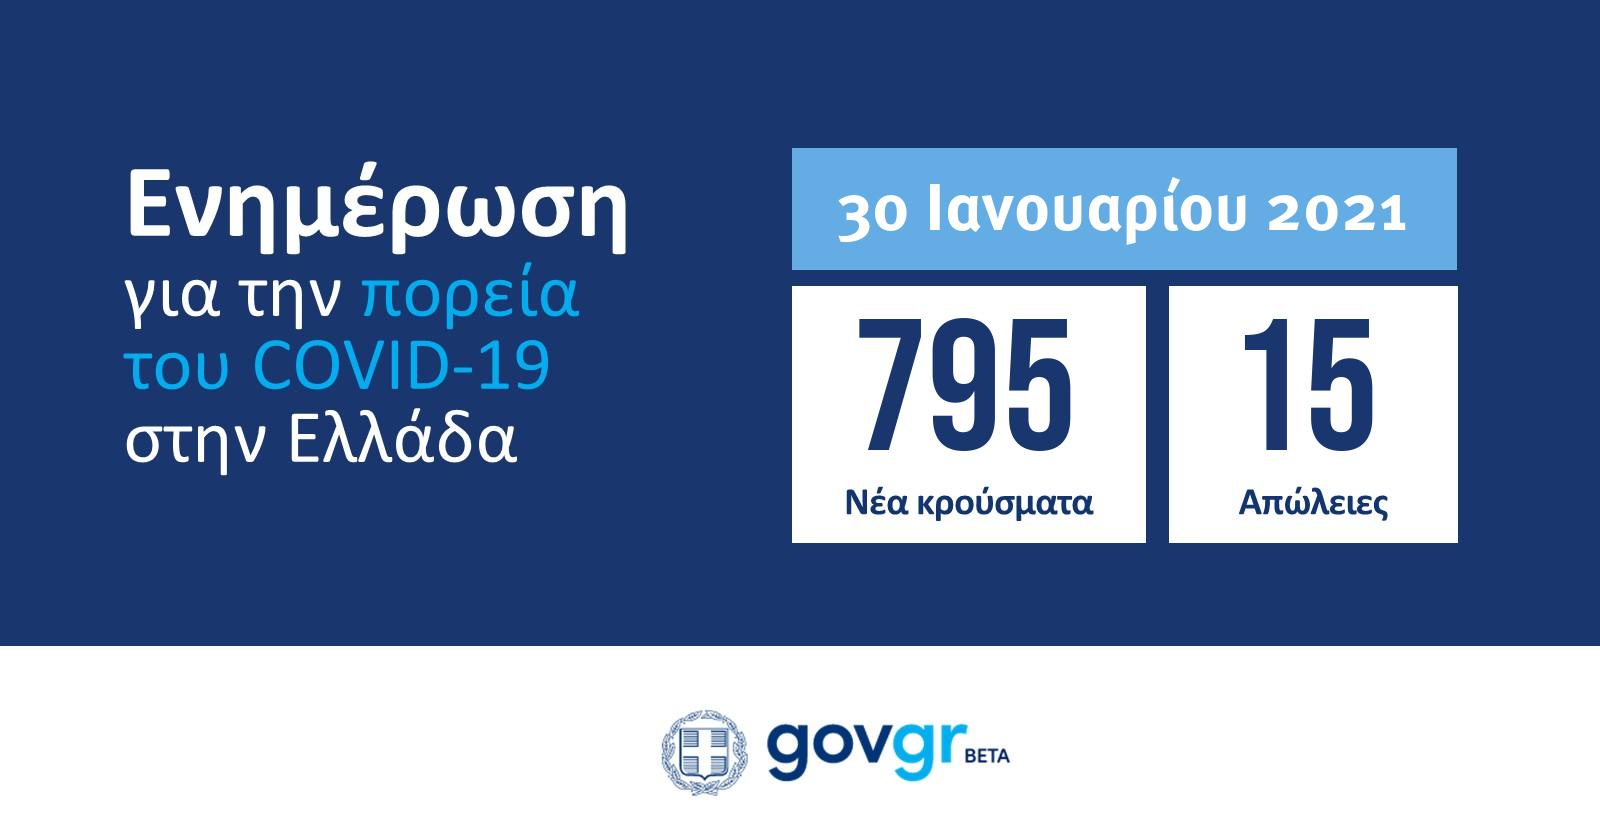 Ενημέρωση
για την πορεία
του COVID-19
στην Ελλάδα
30 Ιανουαρίου 2021
795
Νέα κρούσματα
15
Απώλειες
govgr BETA